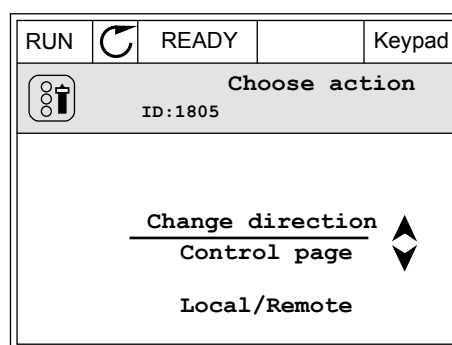 RUN READY Keypad
Choose action
ID:1805
Change direction
Control page
Local/Remote